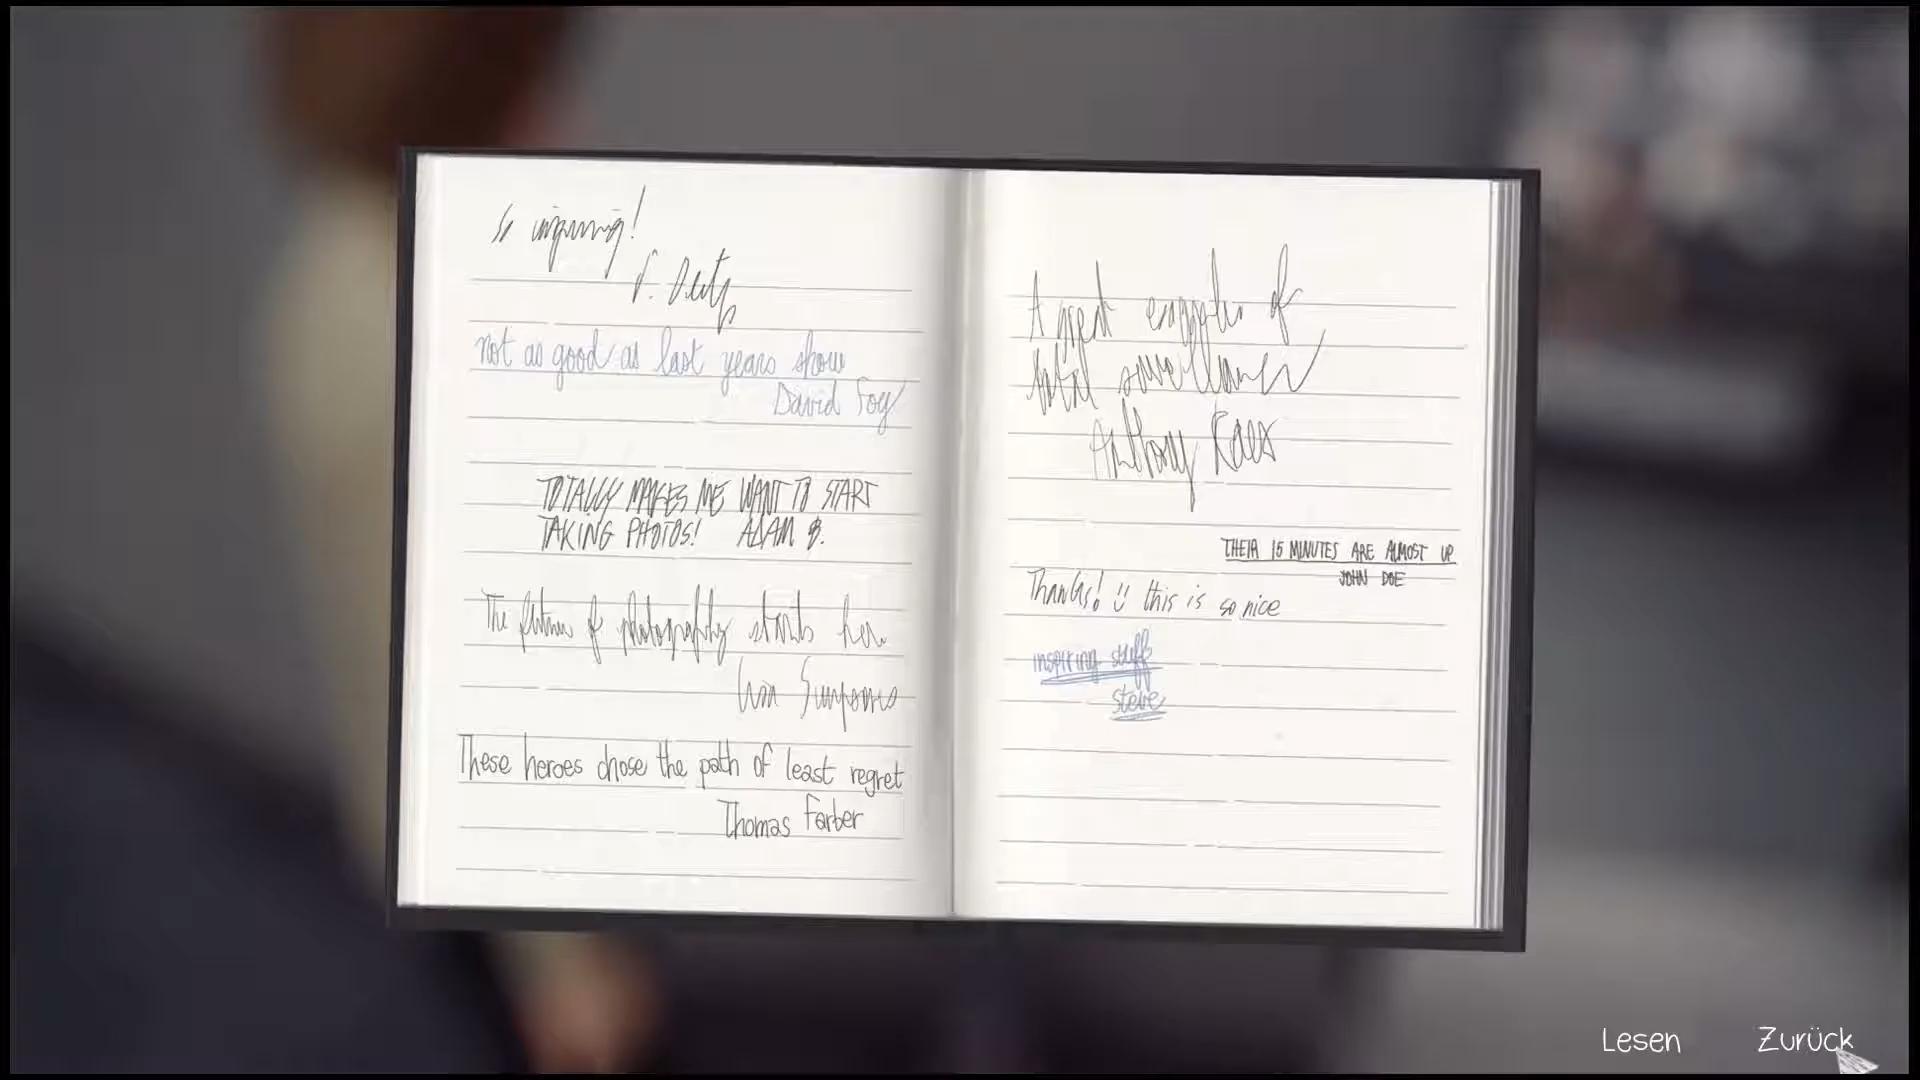 So inspiring!
not as good as last years show
David Fog
TOTALLY MAKES ME WANT TO START
TAKING PHOTOS! ADAM B.
The future of photography starts here
Simpsons
These heroes chose the path of least regret
Thomas Farber
A great example of
total surveillance
Anthony
THEIR 15 MINUTES ARE ALMOST UP
JOHN DOE
Thanks! this is so nice
inspiring stuff
steve
Lesen Zurück